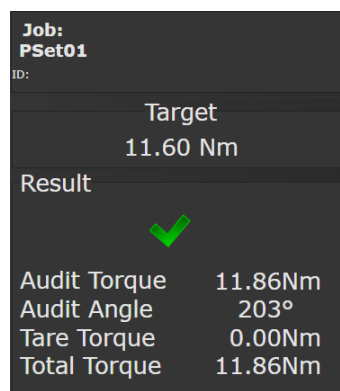 Job:
PSet01
ID:
Target
11.60 Nm
Result
Audit Torque 11.86Nm
Audit Angle 203°
Tare Torque 0.00Nm
Total Torque 11.86Nm